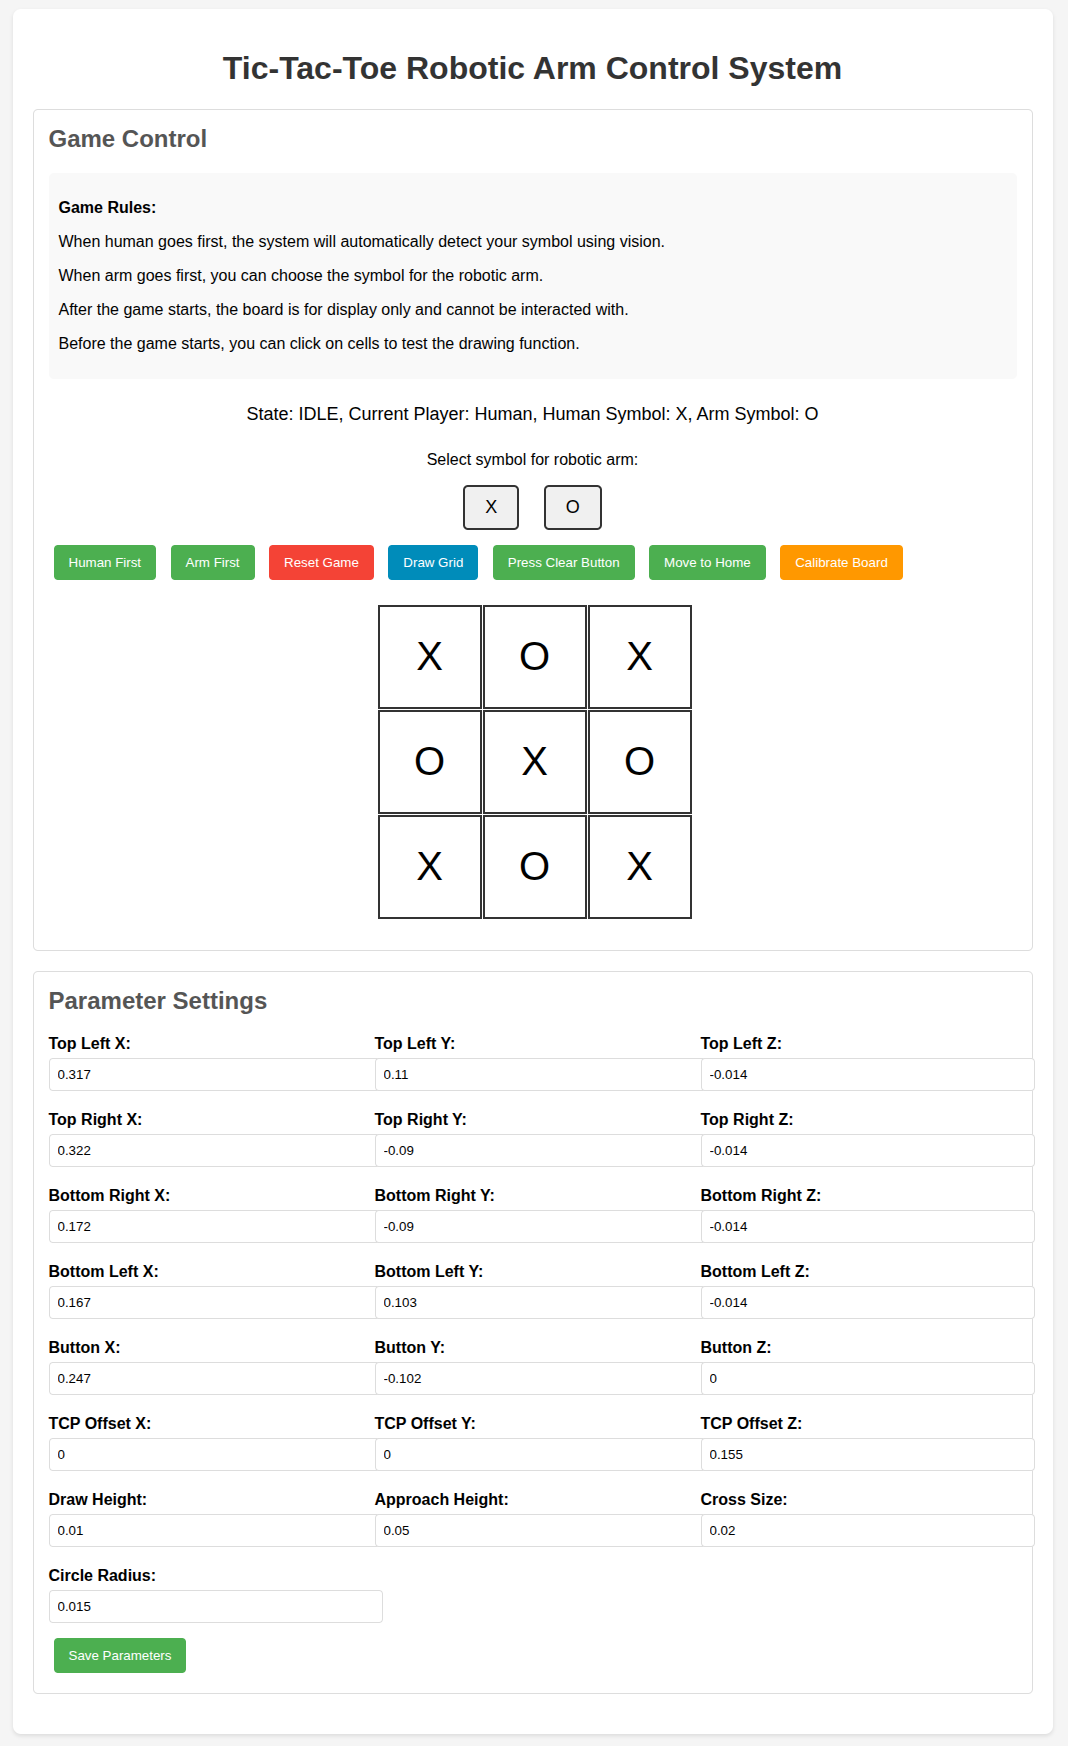 Tic-Tac-Toe Robotic Arm Control System
Game Control
Game Rules:
When human goes first, the system will automatically detect your symbol using vision.
When arm goes first, you can choose the symbol for the robotic arm.
After the game starts, the board is for display only and cannot be interacted with.
Before the game starts, you can click on cells to test the drawing function.
State: IDLE, Current Player: Human, Human Symbol: X, Arm Symbol: O
Select symbol for robotic arm:
X O
Human First Arm First Reset Game Draw Grid Press Clear Button Move to Home Calibrate Board
X O X
O X O
X O X
Parameter Settings
Top Left X: Top Left Y: Top Left Z:
0.317 0.11 -0.014
Top Right X: Top Right Y: Top Right Z:
0.322 -0.09 -0.014
Bottom Right X: Bottom Right Y: Bottom Right Z:
0.172 -0.09 -0.014
Bottom Left X: Bottom Left Y: Bottom Left Z:
0.167 0.103 -0.014
Button X: Button Y: Button Z:
0.247 -0.102 0
TCP Offset X: TCP Offset Y: TCP Offset Z:
0 0 0.155
Draw Height: Approach Height: Cross Size:
0.01 0.05 0.02
Circle Radius:
0.015
Save Parameters